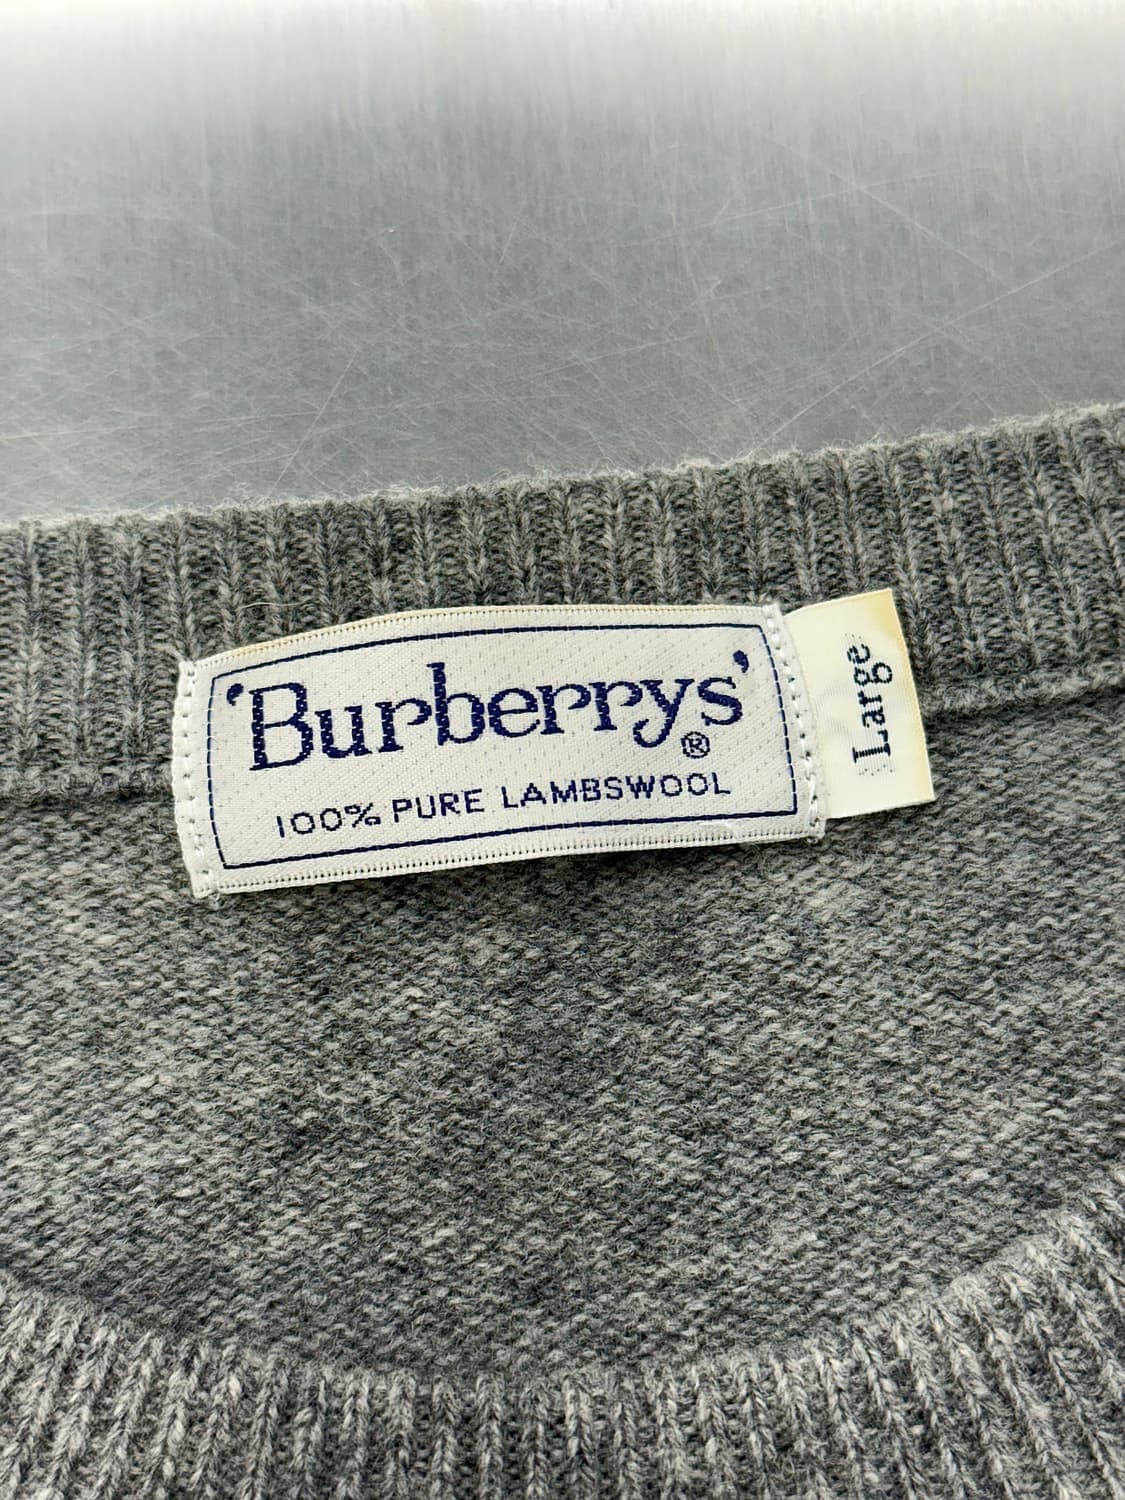 'Burberrys'
®
100% PURE LAMBSWOOL
Large